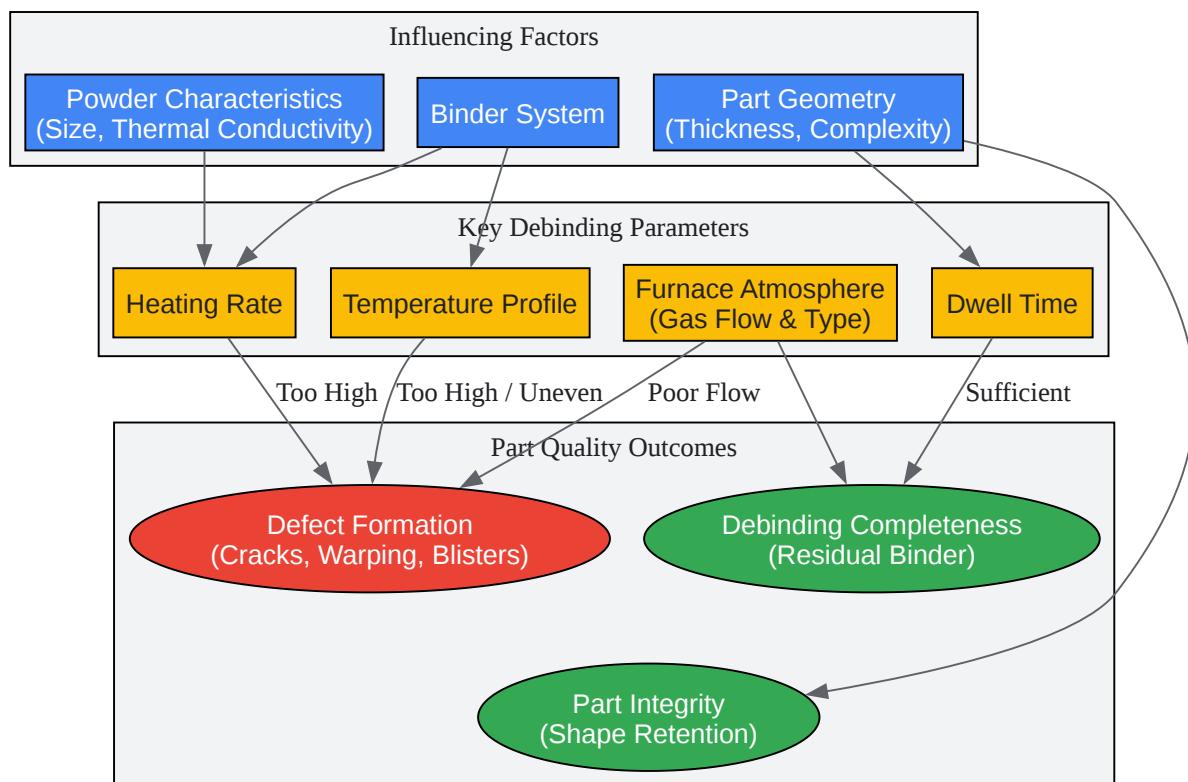 Influencing Factors
Powder Characteristics
(Size, Thermal Conductivity)
Binder System
Part Geometry
(Thickness, Complexity)
Key Debinding Parameters
Heating Rate
Temperature Profile
Furnace Atmosphere
(Gas Flow & Type)
Dwell Time
Too High
Too High / Uneven
Poor Flow
Sufficient
Part Quality Outcomes
Defect Formation
(Cracks, Warping, Blisters)
Debinding Completeness
(Residual Binder)
Part Integrity
(Shape Retention)